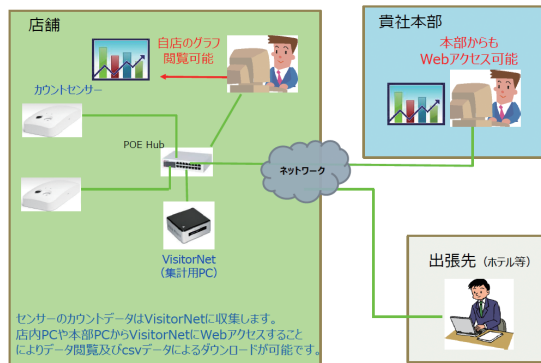 店舗
自店のグラフ
閲覧可能
カウントセンサー
POE Hub
VisitorNet
(集計用PC)
センサーのカウントデータはVisitorNetに収集します。
店内PCや本部PCからVisitorNetにWebアクセスすること
によりデータ閲覧及びcsvデータによるダウンロードが可能です。
ネットワーク
貴社本部
本部からも
Webアクセス可能
出張先（ホテル等）